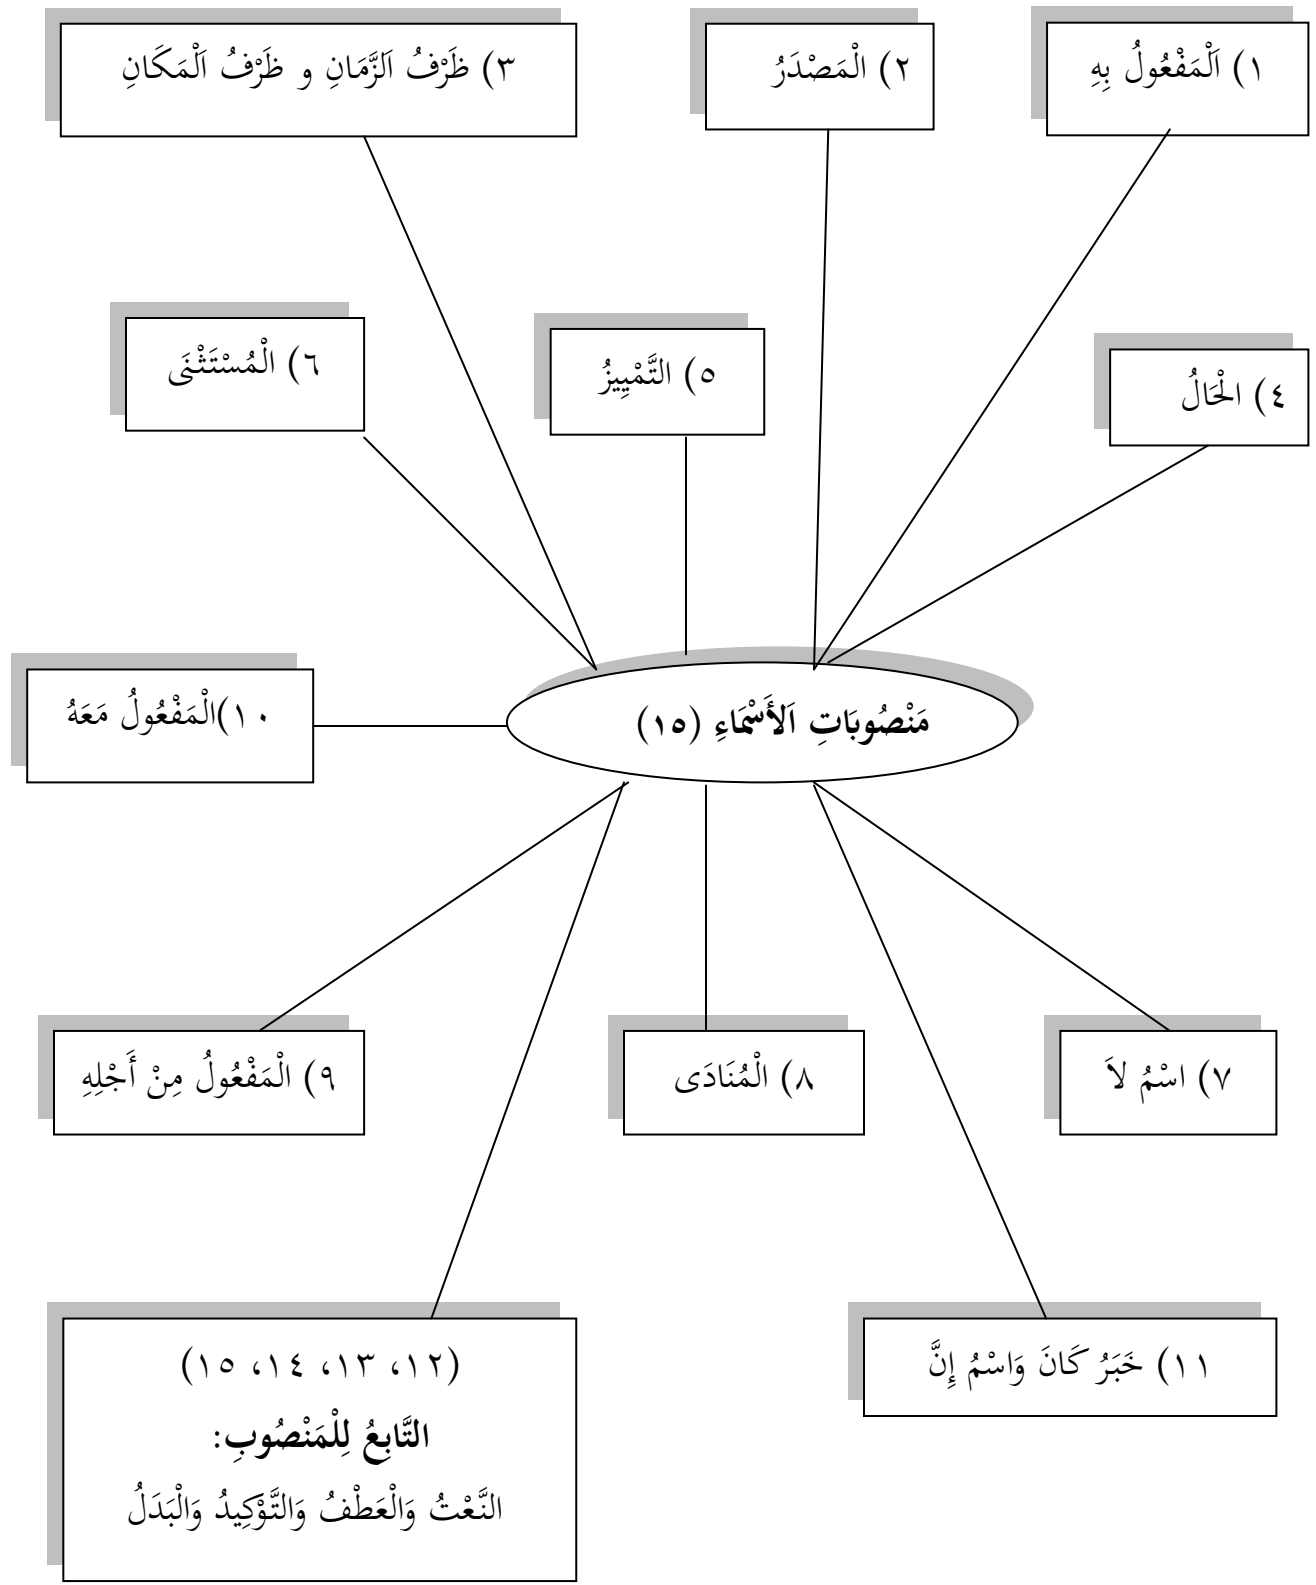 ١) اَلْمَفْعُولُ بِهِ
٢) الْمَصْدَرُ
٣) ظَرْفُ اَلزَّمَانِ و ظَرْفُ اَلْمَكَانِ
٤) الْحَالُ
٥) التَّمْيِيزُ
٦) الْمُسْتَثْنَى
مَنْصُوبَاتِ اَلأَسْمَاءِ (١٥)
١٠)الْمَفْعُولُ مَعَهُ
٧) اسْمُ لاَ
٨) الْمُنَادَى
٩) الْمَفْعُولُ مِنْ أَجْلِهِ
١١) خَبَرُ كَانَ وَاسْمُ إِنَّ
(١٢، ١٣، ١٤، ١٥)
التَّابِعُ لِلْمَنْصُوبِ:
النَّعْتُ وَالْعَطْفُ وَالتَّوْكِيدُ وَالْبَدَلُ